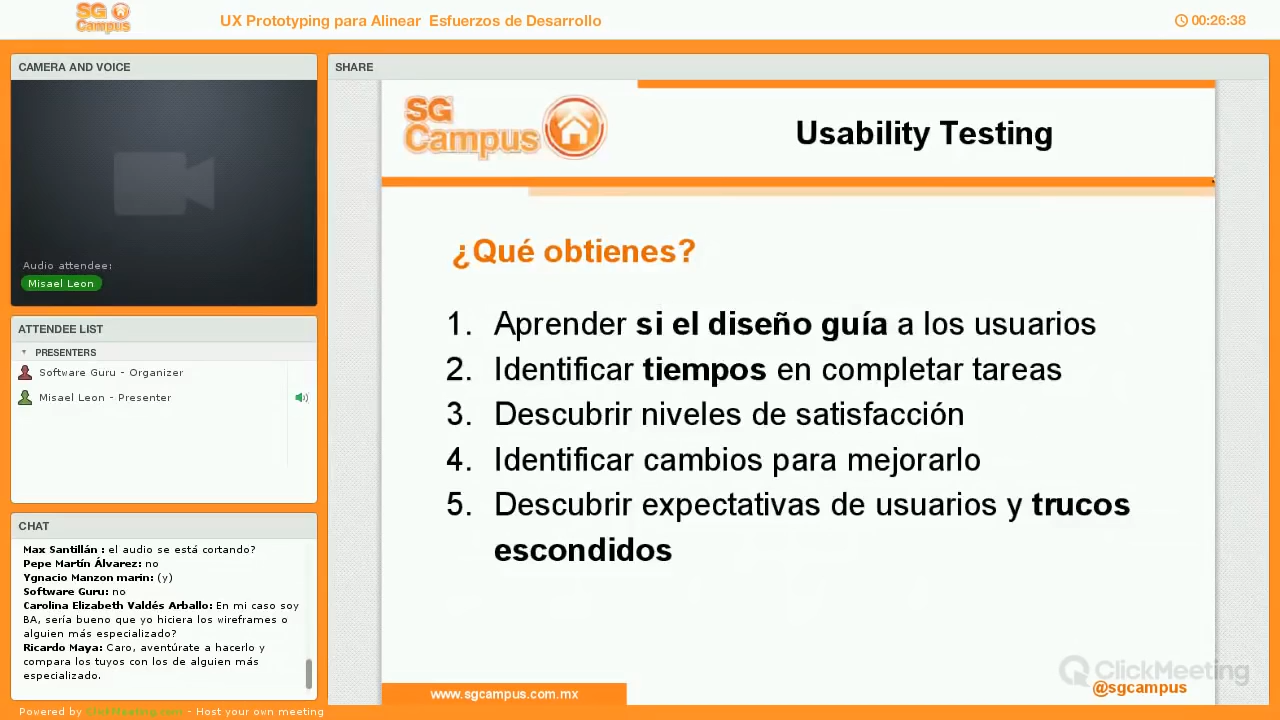 SG
Campus
UX Prototyping para Alinear Esfuerzos de Desarrollo
00:26:38
CAMERA AND VOICE
Audio attendee:
Misael Leon
ATTENDEE LIST
PRESENTERS
Software Guru - Organizer
Misael Leon - Presenter
CHAT
Max Santillán : el audio se está cortando?
Pepe Martín Álvarez: no
Ygnacio Manzon marin: (y)
Software Guru: no
Carolina Elizabeth Valdés Arballo: En mi caso soy
BA, sería bueno que yo hiciera los wireframes o
alguien más especializado?
Ricardo Maya: Caro, aventúrate a hacerlo y
compara los tuyos con los de alguien más
especializado.
Powered by ClickMeeting.com - Host your own meeting
SHARE
SG
Campus
Usability Testing
¿Qué obtienes?
1. Aprender si el diseño guía a los usuarios
2. Identificar tiempos en completar tareas
3. Descubrir niveles de satisfacción
4. Identificar cambios para mejorarlo
5. Descubrir expectativas de usuarios y trucos
escondidos
www.sgcampus.com.mx
ClickMeeting
@sgcampus